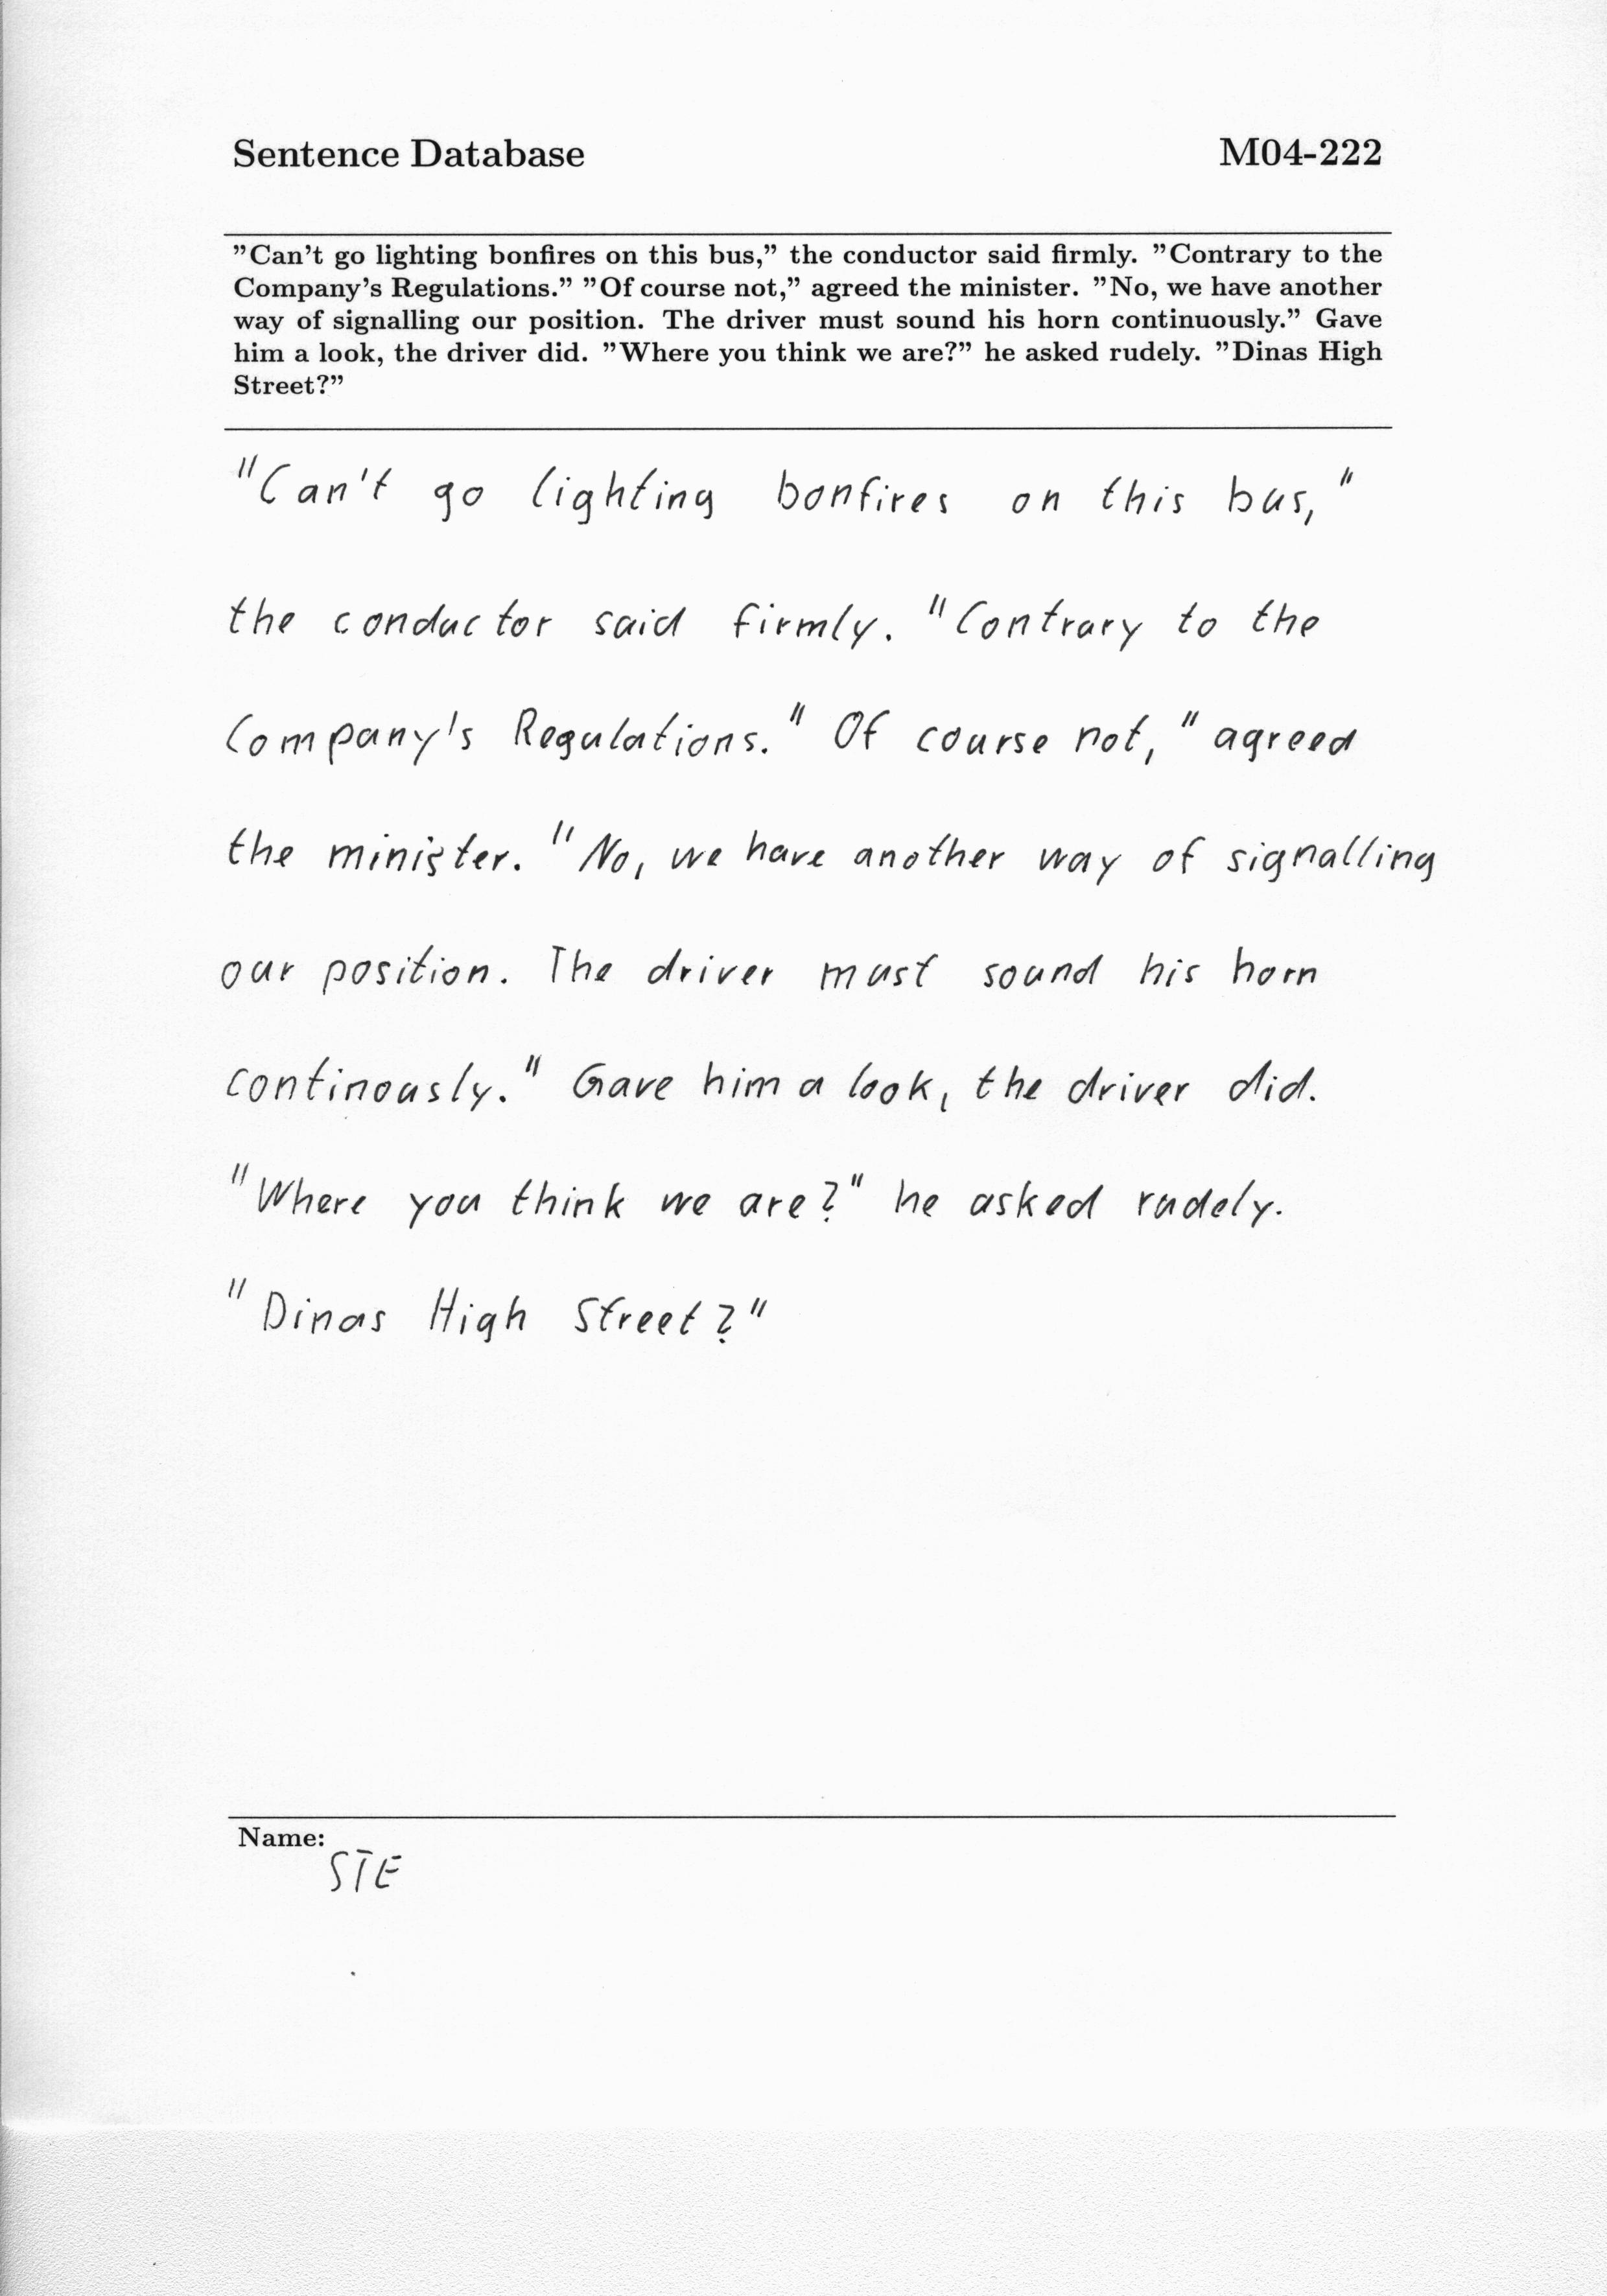 Sentence Database M04-222
"Can't go lighting bonfires on this bus," the conductor said firmly. "Contrary to the
Company's Regulations." "Of course not," agreed the minister. "No, we have another
way of signalling our position. The driver must sound his horn continuously." Gave
him a look, the driver did. "Where you think we are?" he asked rudely. "Dinas High
Street?"
"Can't go lighting bonfires on this bus,"
the conductor said firmly. "Contrary to the
Company's Regulations." Of course not," agreed
the minister. "No, we have another way of signalling
our position. The driver must sound his horn
continously." Gave him a look, the driver did.
"Where you think we are?" he asked rudely.
"Dinas High Street?"
Name:
STE